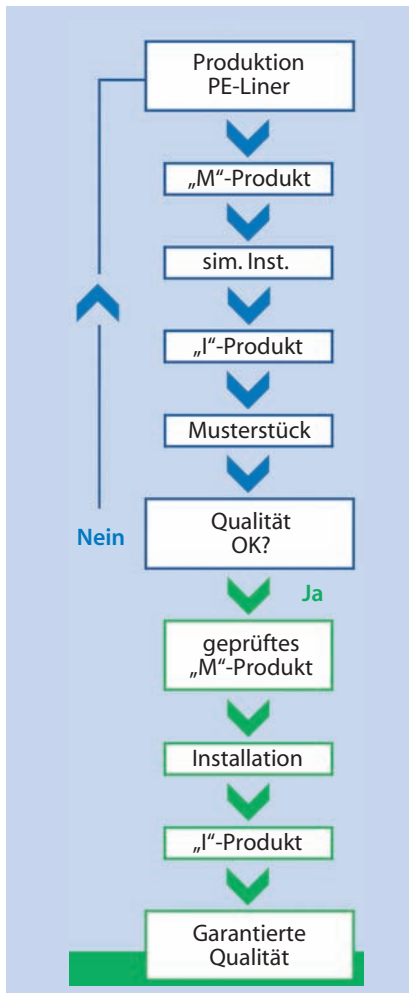 Produktion
PE-Liner
„M“-Produkt
sim. Inst.
„I“-Produkt
Musterstück
Qualität
OK?
Nein
Ja
geprüftes
„M“-Produkt
Installation
„I“-Produkt
Garantierte
Qualität